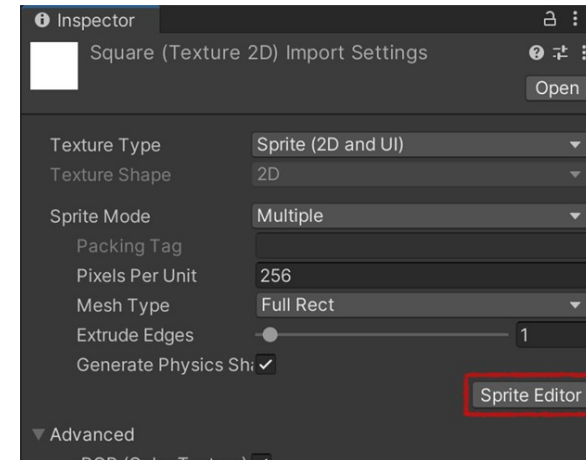 Inspector
Square (Texture 2D) Import Settings
Open
Texture Type Sprite (2D and UI)
Texture Shape 2D
Sprite Mode Multiple
Packing Tag
Pixels Per Unit 256
Mesh Type Full Rect
Extrude Edges 1
Generate Physics
Sprite Editor
Advanced